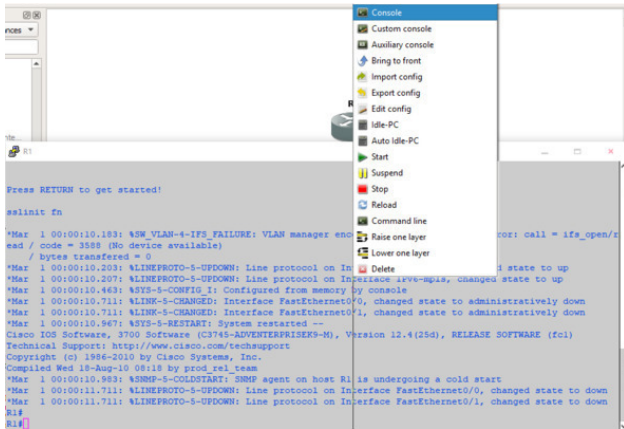 Console
Custom console
Auxiliary console
Bring to front
Import config
Export config
Edit config
Idle-PC
Auto Idle-PC
Start
Suspend
Stop
Reload
Command line
Raise one layer
Lower one layer
Delete
nces
R
R1
Press RETURN to get started!
sslinit fn
*Mar 1 00:00:10.183: %SW_VLAN-4-IFS_FAILURE: VLAN manager enc ror: call = ifs_open/r
ead / code = 3588 (No device available)
/ bytes transfered = 0
*Mar 1 00:00:10.203: %LINEPROTO-5-UPDOWN: Line protocol on In d state to up
*Mar 1 00:00:10.207: %LINEPROTO-5-UPDOWN: Line protocol on Interface IPv6-mpls, changed state to up
*Mar 1 00:00:10.463: %SYS-5-CONFIG_I: Configured from memory by console
*Mar 1 00:00:10.711: %LINK-5-CHANGED: Interface FastEthernet0/0, changed state to administratively down
*Mar 1 00:00:10.711: %LINK-5-CHANGED: Interface FastEthernet0/1, changed state to administratively down
*Mar 1 00:00:10.967: %SYS-5-RESTART: System restarted --
Cisco IOS Software, 3700 Software (C3745-ADVENTERPRISEK9-M), Version 12.4(25d), RELEASE SOFTWARE (fc1)
Technical Support: http://www.cisco.com/techsupport
Copyright (c) 1986-2010 by Cisco Systems, Inc.
Compiled Wed 18-Aug-10 08:18 by prod_rel_team
*Mar 1 00:00:10.983: %SNMP-5-COLDSTART: SNMP agent on host R1 is undergoing a cold start
*Mar 1 00:00:11.711: %LINEPROTO-5-UPDOWN: Line protocol on Interface FastEthernet0/0, changed state to down
*Mar 1 00:00:11.711: %LINEPROTO-5-UPDOWN: Line protocol on Interface FastEthernet0/1, changed state to down
R1#
R1#